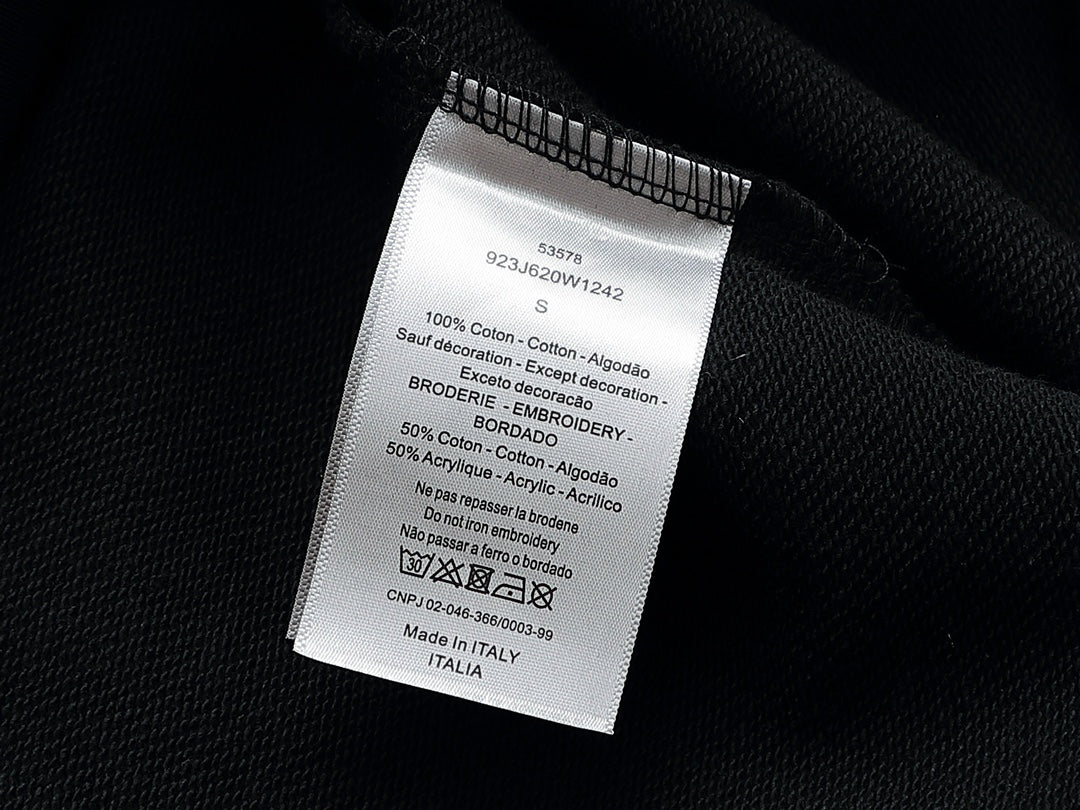 53578
923J620W1242
S
100% Coton - Cotton - Algodão
Sauf décoration - Except decoration -
Exceto decoracão
BRODERIE - EMBROIDERY -
BORDADO
50% Coton - Cotton - Algodão
50% Acrylique - Acrylic - Acrilico
Ne pas repasser la brodene
Do not iron embroidery
Não passar a ferro o bordado
30
CNPJ 02-046-366/0003-99
Made In ITALY
ITALIA